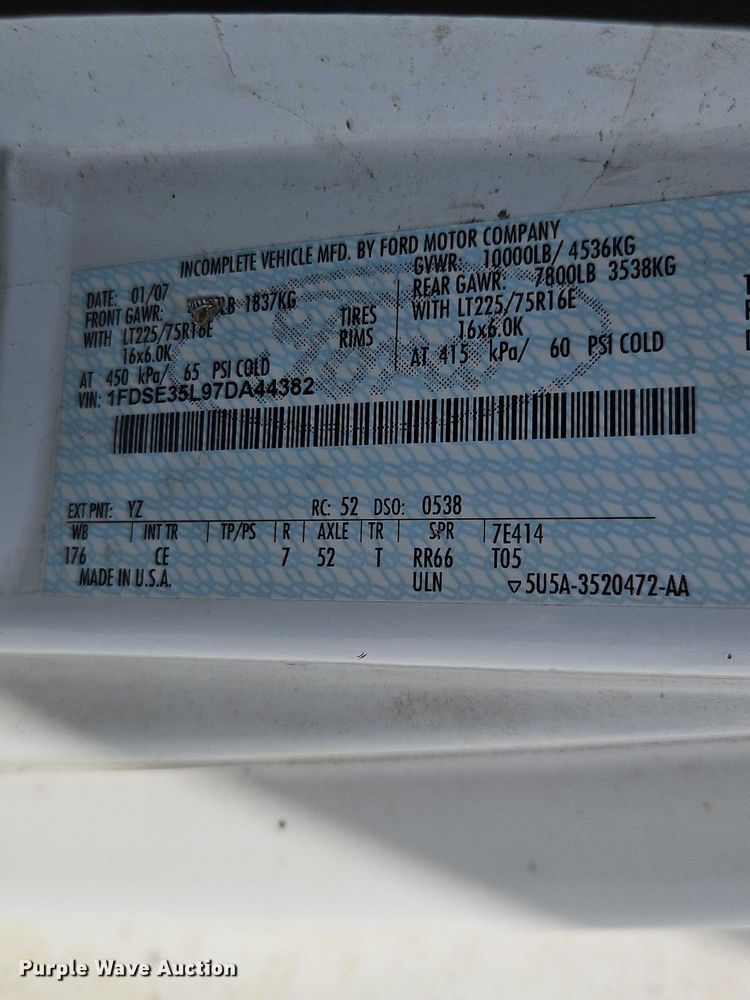 INCOMPLETE VEHICLE MFD. BY FORD MOTOR COMPANY
DATE: 01/07
GVWR: 10000LB/ 4536KG
FRONT GAWR: LB 1837KG
REAR GAWR: 7800LB 3538KG
WITH LT225/75R16E
TIRES
WITH LT225/75R16E
16x6.0K
RIMS
16x6.0K
AT 450 kPa/ 65 PSI COLD
AT 415 kPa/ 60 PSI COLD
VIN: 1FDSE35L97DA44382
EXT PNT: YZ RC: 52 DSO: 0538
WB | INT TR | TP/PS | R | AXLE | TR | SPR | 7E414
176 CE 7 52 T RR66 T05
MADE IN U.S.A. ULN ▽5U5A-3520472-AA
Purple Wave Auction